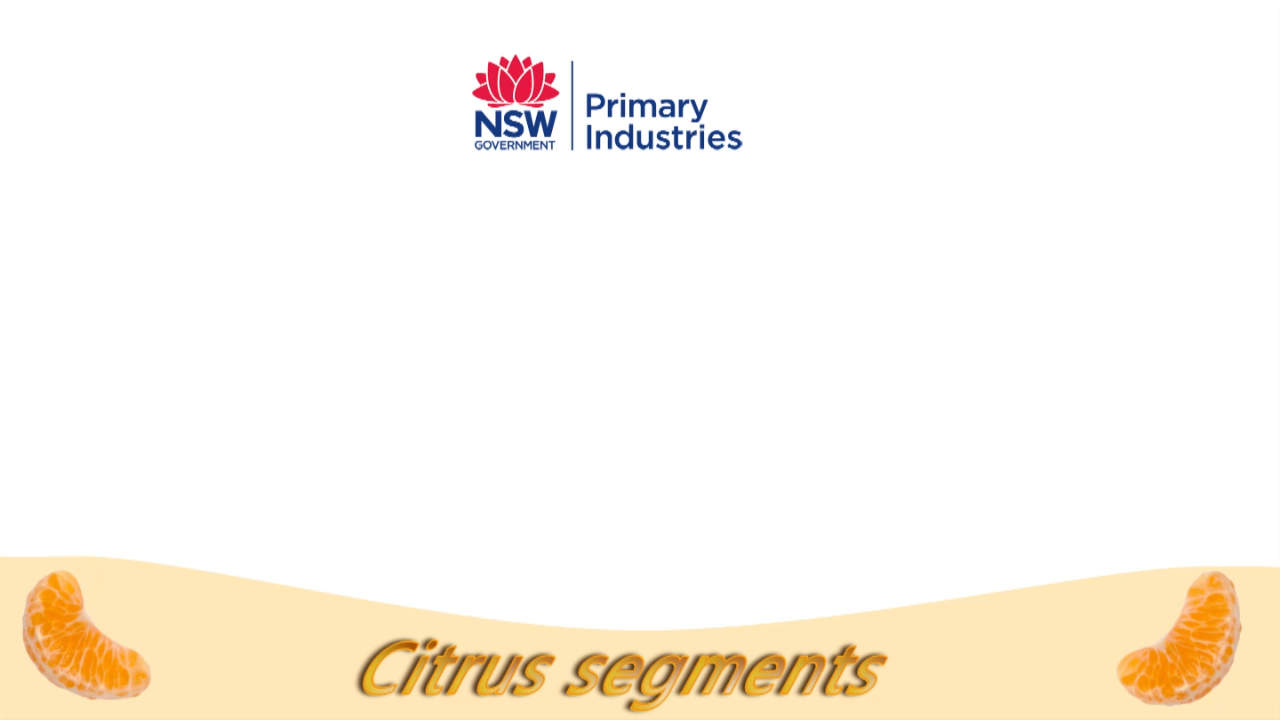 NSW
GOVERNMENT
Primary
Industries
Citrus segments